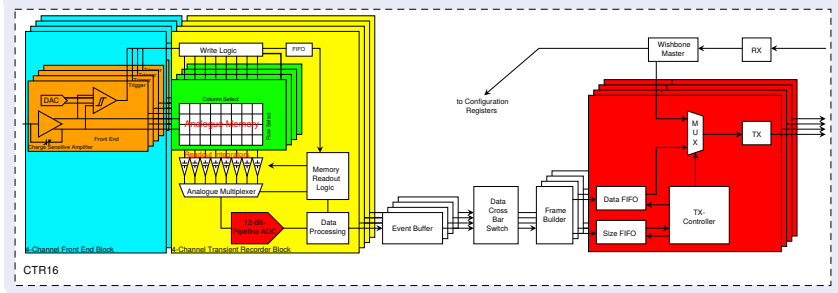 Write Logic
FIFO
Wishbone
Master
RX
Trigger
DAC
Front End
Charge Sensitive Amplifier
Column Select
Row Select
Analogue Memory
to Configuration
Registers
M
U
X
TX
Memory
Readout
Logic
Analogue Multiplexer
12-Bit-
Pipeline ADC
Data
Processing
Event Buffer
Data
Cross
Bar
Switch
Frame
Builder
Data FIFO
Size FIFO
TX-
Controller
4-Channel Front End Block
4-Channel Transient Recorder Block
CTR16